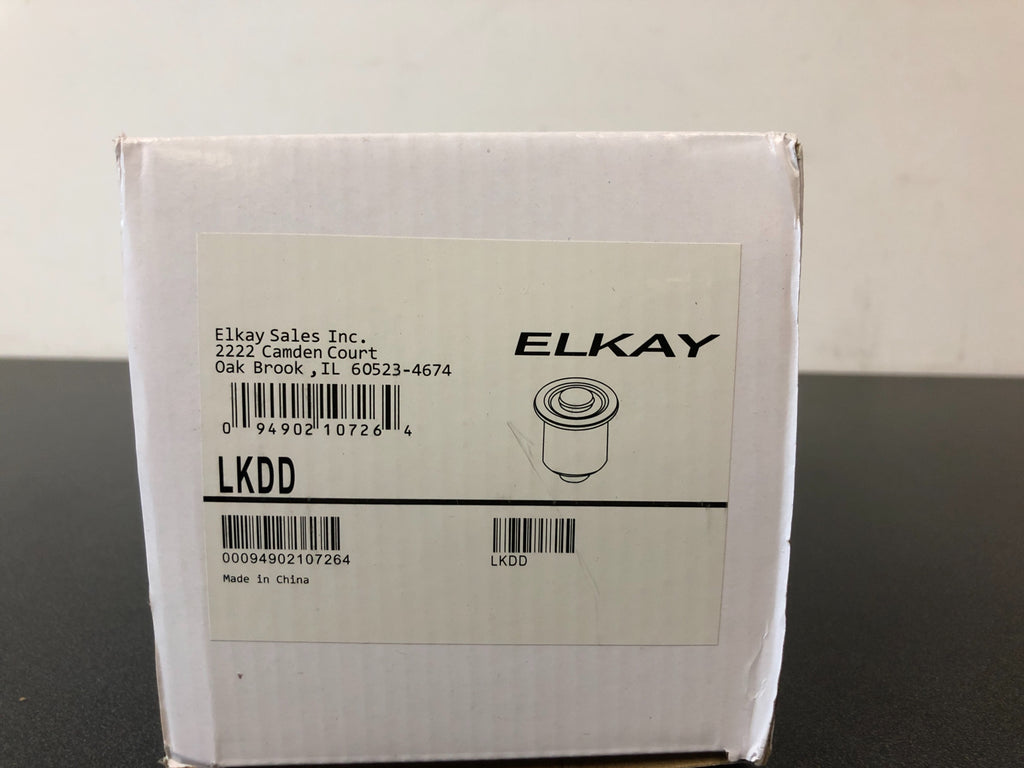 Elkay Sales Inc.
2222 Camden Court
Oak Brook ,IL 60523-4674
ELKAY
0 94902 10726 4
LKDD
00094902107264
LKDD
Made in China